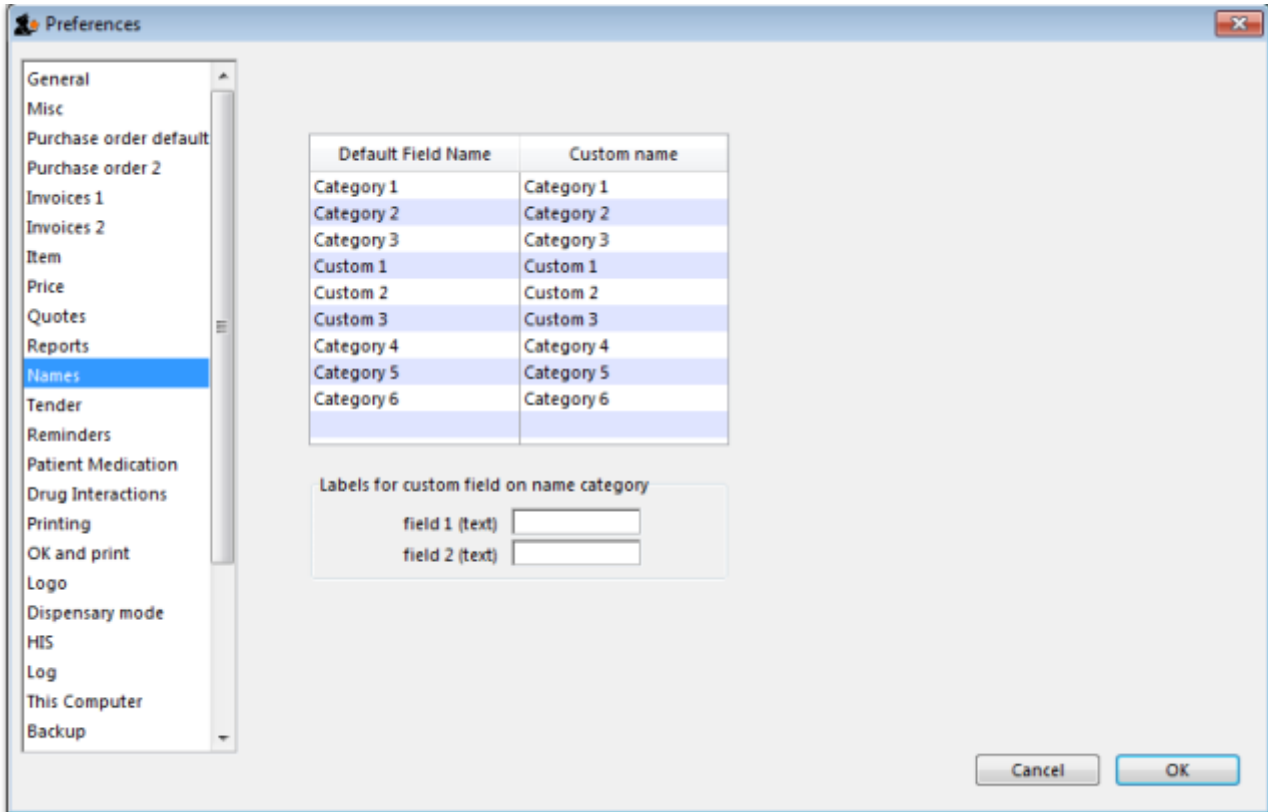 Preferences
General
Misc
Purchase order default
Purchase order 2
Invoices 1
Invoices 2
Item
Price
Quotes
Reports
Names
Tender
Reminders
Patient Medication
Drug Interactions
Printing
OK and print
Logo
Dispensary mode
HIS
Log
This Computer
Backup
Default Field Name Custom name
Category 1 Category 1
Category 2 Category 2
Category 3 Category 3
Custom 1 Custom 1
Custom 2 Custom 2
Custom 3 Custom 3
Category 4 Category 4
Category 5 Category 5
Category 6 Category 6
Labels for custom field on name category
field 1 (text)
field 2 (text)
Cancel OK